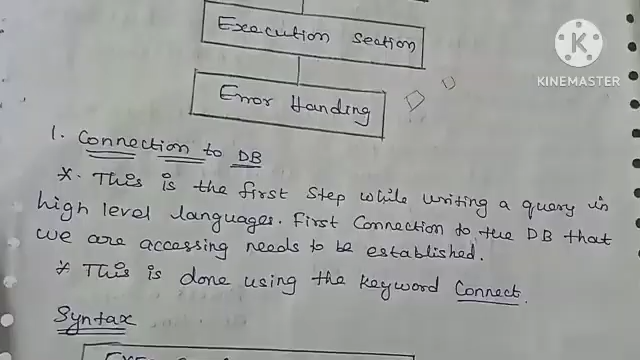 Execution Section
KINEMASTER
Error Handing
1. Connection to DB
*. This is the first step while writing a query in
high level languages. First Connection to the DB that
we are accessing needs to be established.
* This is done using the keyword Connect.
Syntax